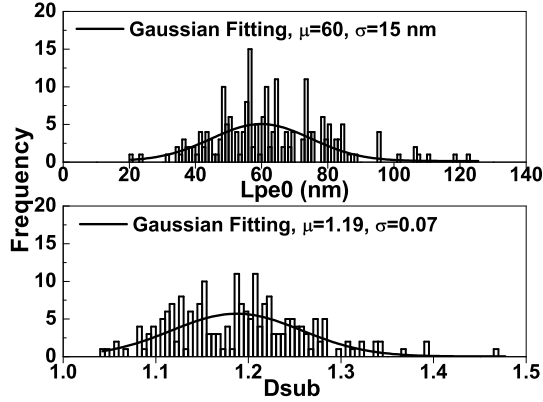 20
15
10
5
0
Gaussian Fitting, μ=60, σ=15 nm
0 20 40 60 80 100 120 140
Lpe0 (nm)
Frequency
20
15
10
5
0
Gaussian Fitting, μ=1.19, σ=0.07
1.0 1.1 1.2 1.3 1.4 1.5
Dsub